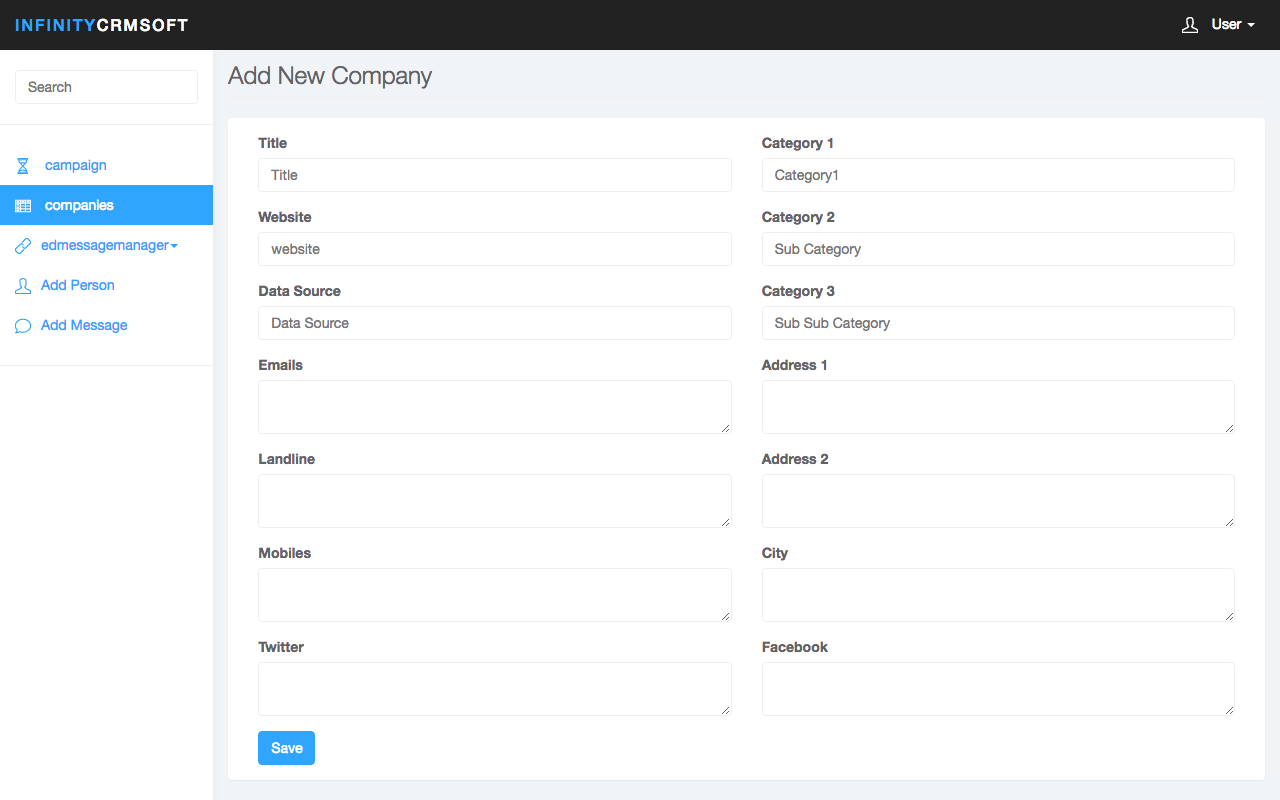 INFINITYCRMSOFT
User
Search
campaign
companies
edmessagemanager
Add Person
Add Message
Add New Company
Title
Title
Category 1
Category1
Website
website
Category 2
Sub Category
Data Source
Data Source
Category 3
Sub Sub Category
Emails
Address 1
Landline
Address 2
Mobiles
City
Twitter
Facebook
Save